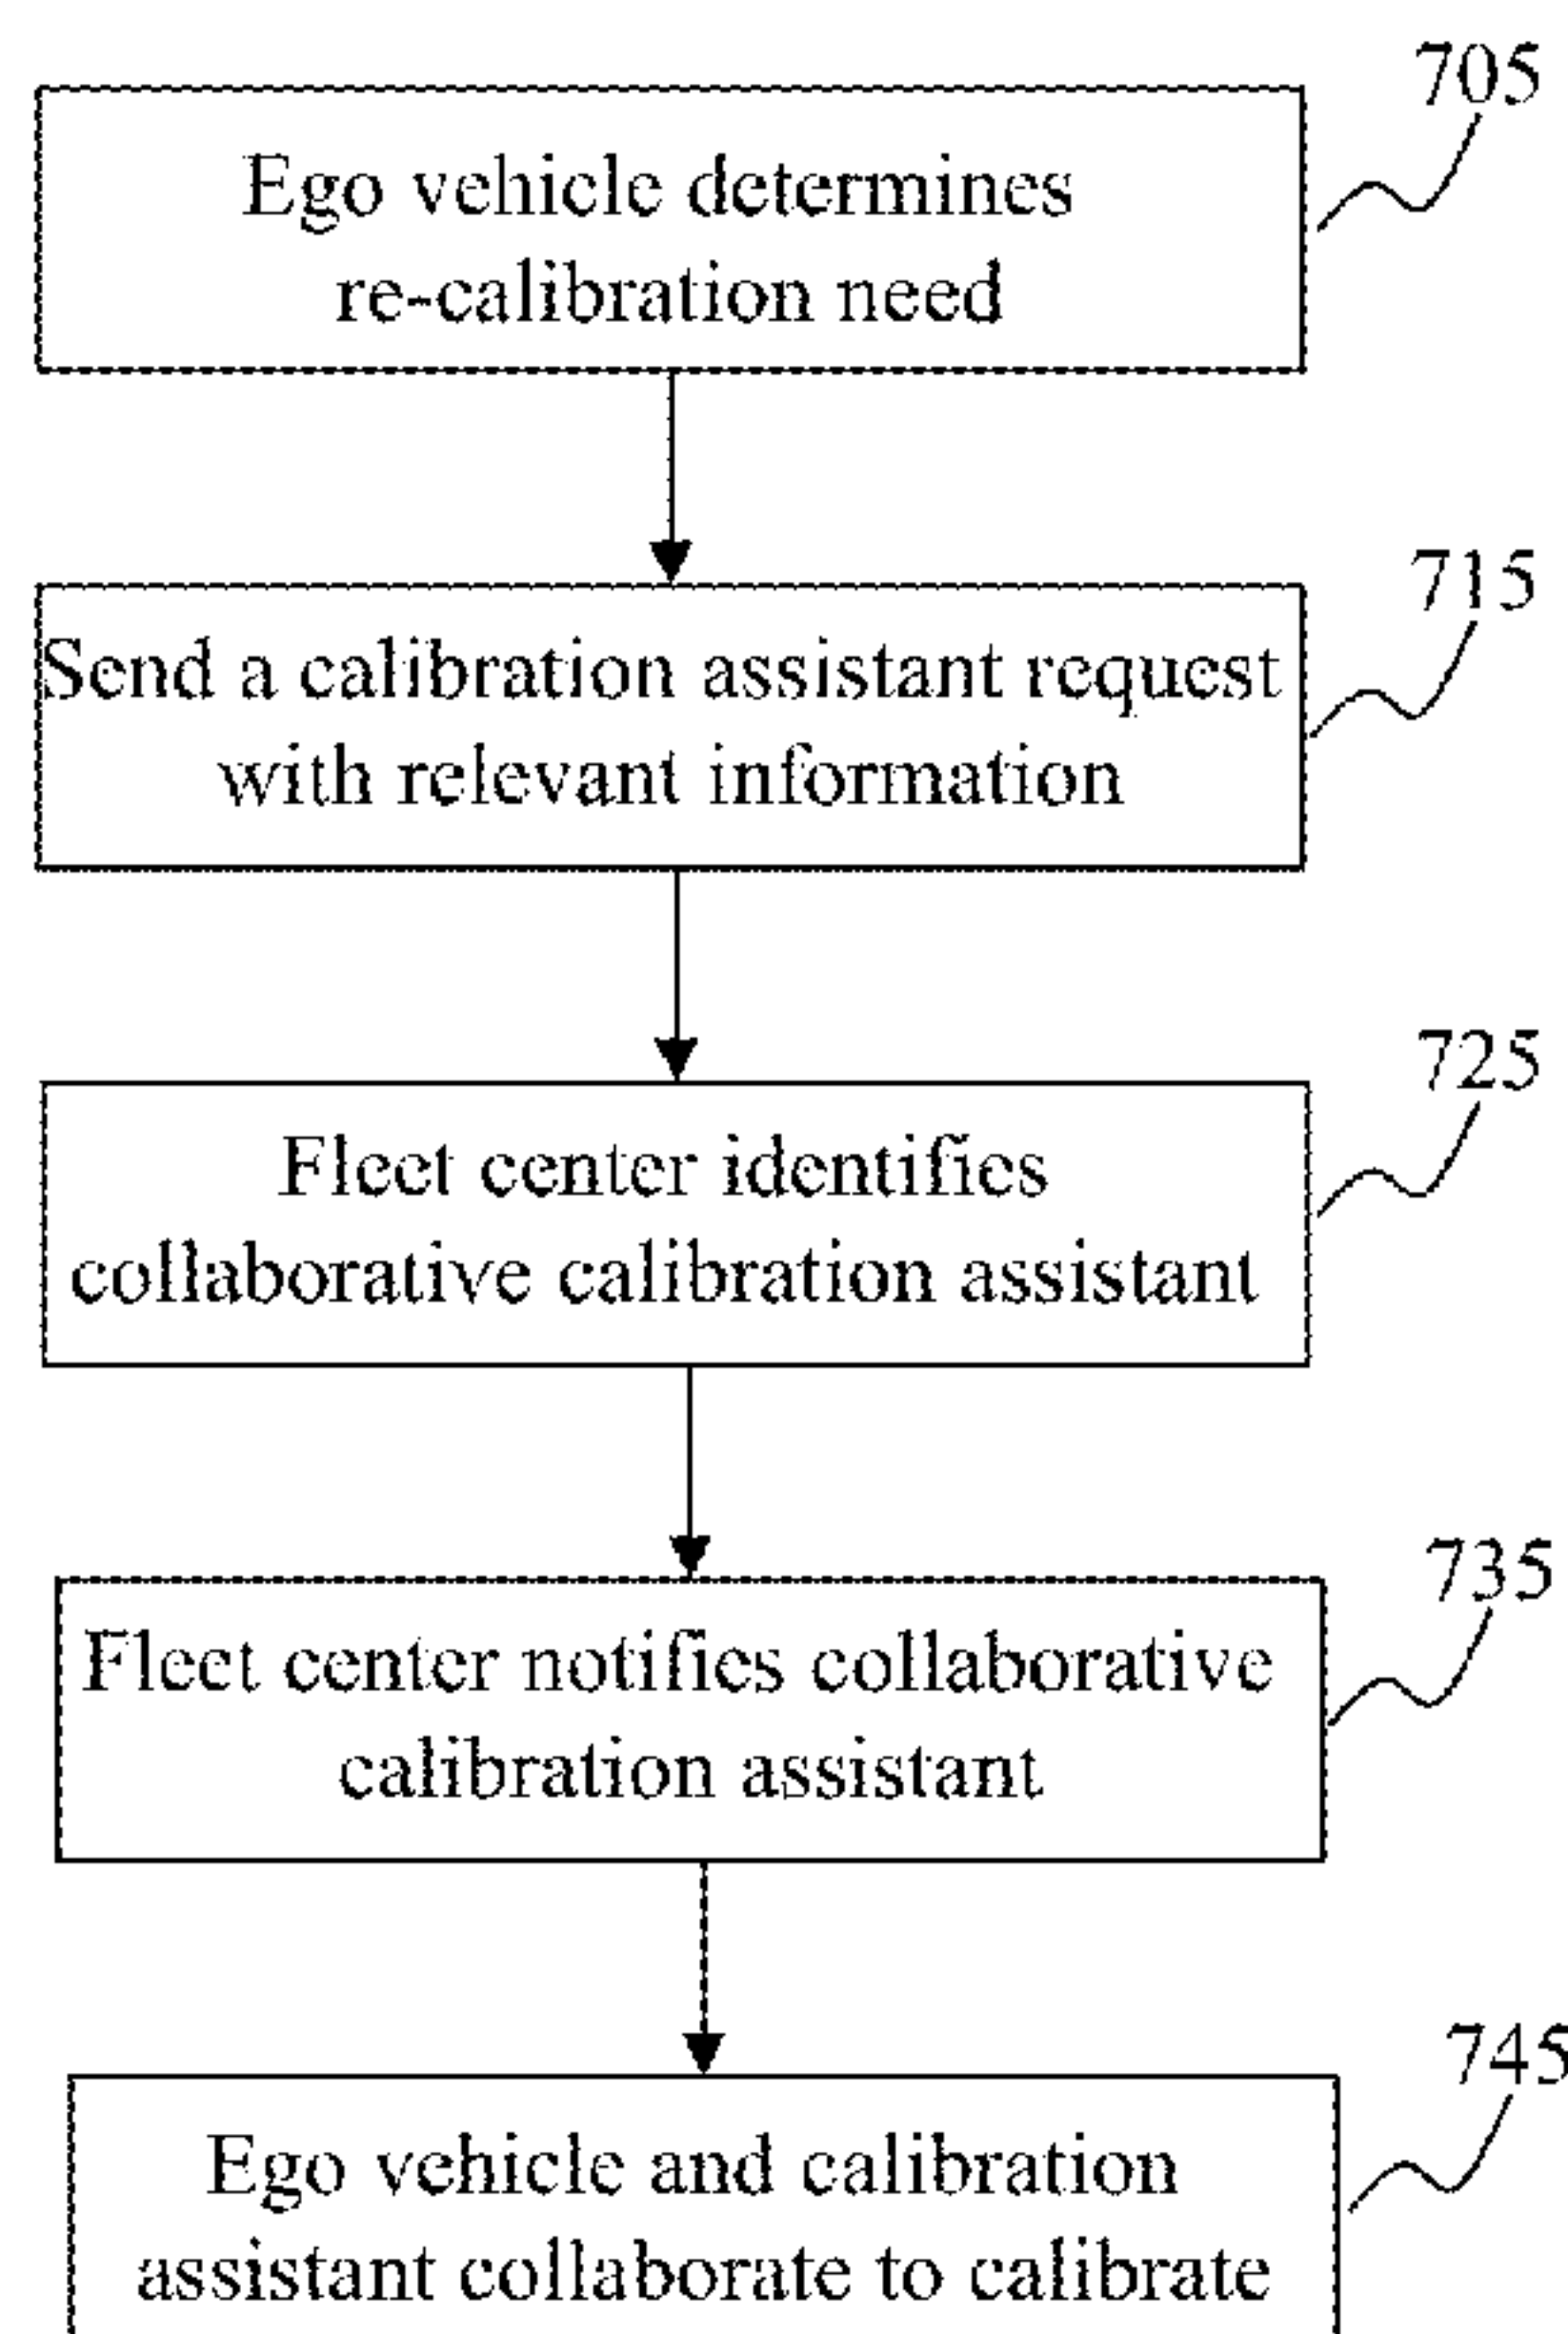 705
Ego vehicle determines
re-calibration need
715
Send a calibration assistant request
with relevant information
725
Fleet center identifies
collaborative calibration assistant
735
Fleet center notifies collaborative
calibration assistant
745
Ego vehicle and calibration
assistant collaborate to calibrate